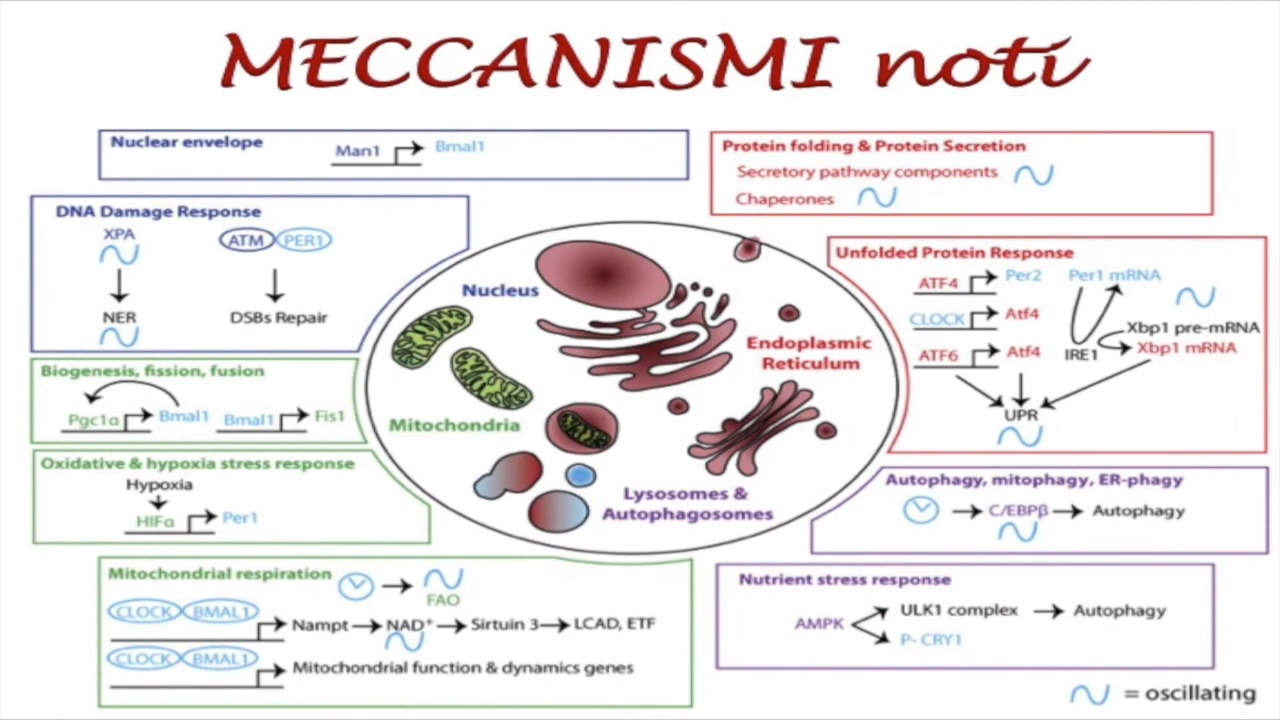 MECCANISMI noti
Nuclear envelope
Man1 Bmal1
Protein folding & Protein Secretion
Secretory pathway components
Chaperones
DNA Damage Response
XPA
ATM PER1
NER
DSBs Repair
Unfolded Protein Response
ATF4 Per2
Per1 mRNA
CLOCK Atf4
Xbp1 pre-mRNA
ATF6 Atf4
IRE1
Xbp1 mRNA
UPR
Nucleus
Endoplasmic
Reticulum
Mitochondria
Lysosomes &
Autophagosomes
Biogenesis, fission, fusion
Pgc1α Bmal1 Bmal1 Fis1
Oxidative & hypoxia stress response
Hypoxia
HIFα Per1
Autophagy, mitophagy, ER-phagy
C/EBPβ Autophagy
Mitochondrial respiration
FAO
CLOCK BMAL1
Nampt NAD⁺ Sirtuin 3 LCAD, ETF
CLOCK BMAL1
Mitochondrial function & dynamics genes
Nutrient stress response
AMPK
ULK1 complex Autophagy
P- CRY1
= oscillating